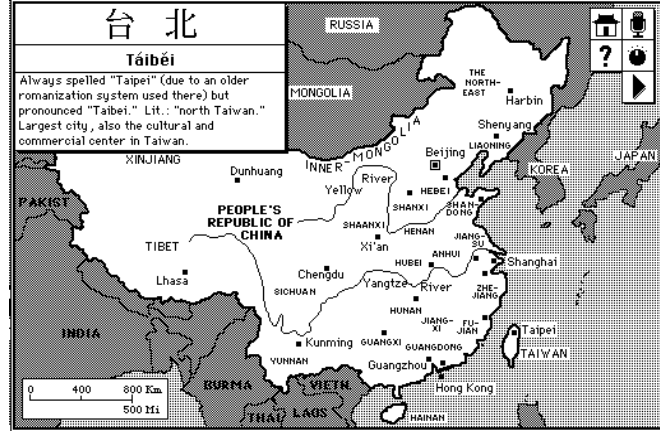 台北
Táiběi
Always spelled "Taipei" (due to an older
romanization system used there) but
pronounced "Taibei." Lit.: "north Taiwan."
Largest city, also the cultural and
commercial center in Taiwan.
RUSSIA
?
MONGOLIA
THE
NORTH-
EAST
Harbin
Shenyang
LIAONING
INNER-MONGOLIA
Beijing
XINJIANG
Dunhuang
KOREA
JAPAN
PAKIST
Yellow River
HEBEI
SHANXI
SHAN-
DONG
PEOPLE'S
REPUBLIC OF
CHINA
SHAANXI
HENAN
Xi'an
JIANG-
SU
TIBET
Lhasa
Chengdu
SICHUAN
HUBEI
ANHUI
Shanghai
Yangtze River
ZHE-
JIANG
HUNAN
JIANG-
XI
FU-
JIAN
Taipei
TAIWAN
INDIA
Kunming
YUNNAN
GUANGXI
GUANGDONG
Guangzhou
Hong Kong
BURMA
VIETN.
THAI
LAOS
HAINAN
0 400 800 Km
500 Mi